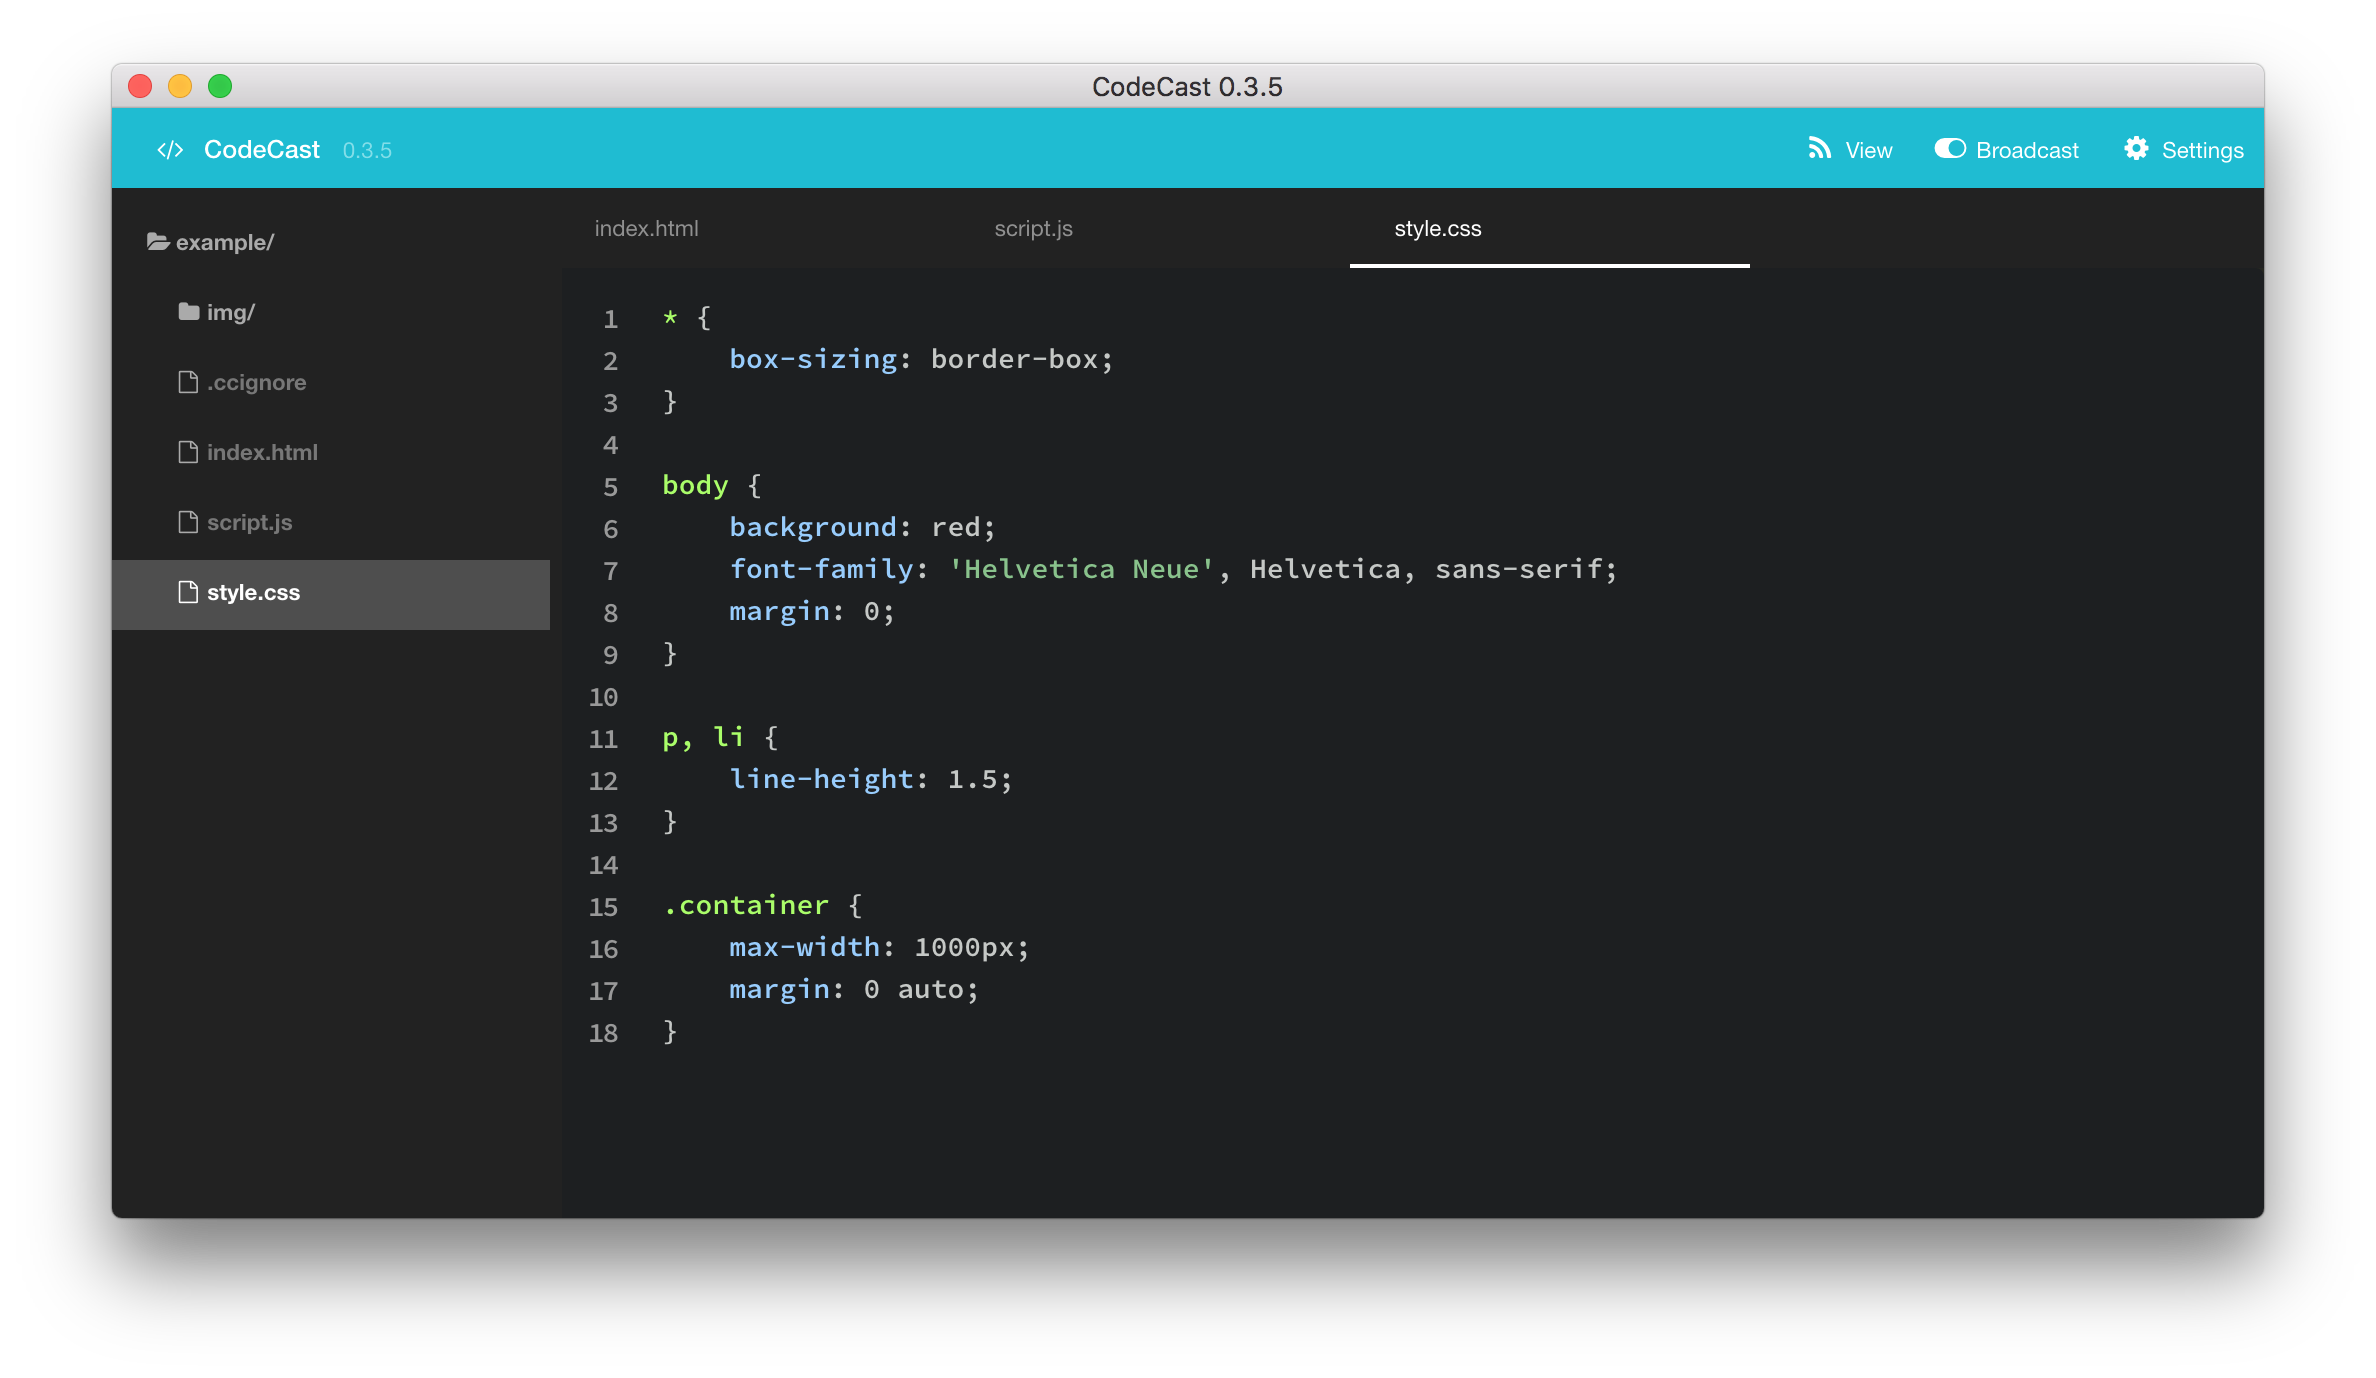 CodeCast 0.3.5
</> CodeCast 0.3.5 View Broadcast Settings
example/
img/
.ccignore
index.html
script.js
style.css
index.html script.js style.css
1 * {
2     box-sizing: border-box;
3 }
4
5 body {
6     background: red;
7     font-family: 'Helvetica Neue', Helvetica, sans-serif;
8     margin: 0;
9 }
10
11 p, li {
12     line-height: 1.5;
13 }
14
15 .container {
16     max-width: 1000px;
17     margin: 0 auto;
18 }